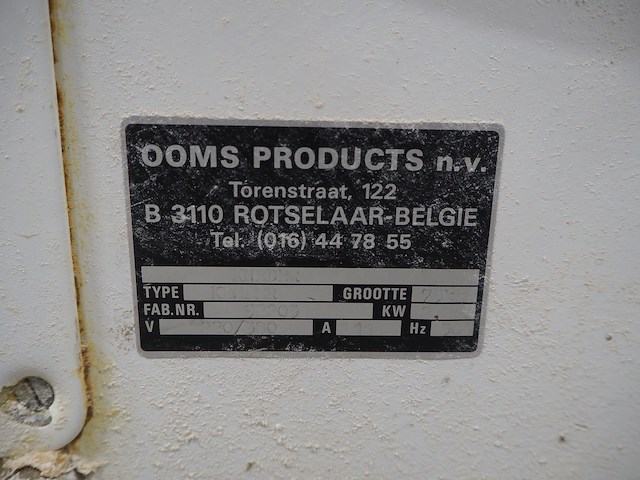 OOMS PRODUCTS n.v.
Torenstraat, 122
B 3110 ROTSELAAR-BELGIE
Tel. (016) 44 78 55
TYPE GROOTTE
FAB.NR. KW
V A Hz